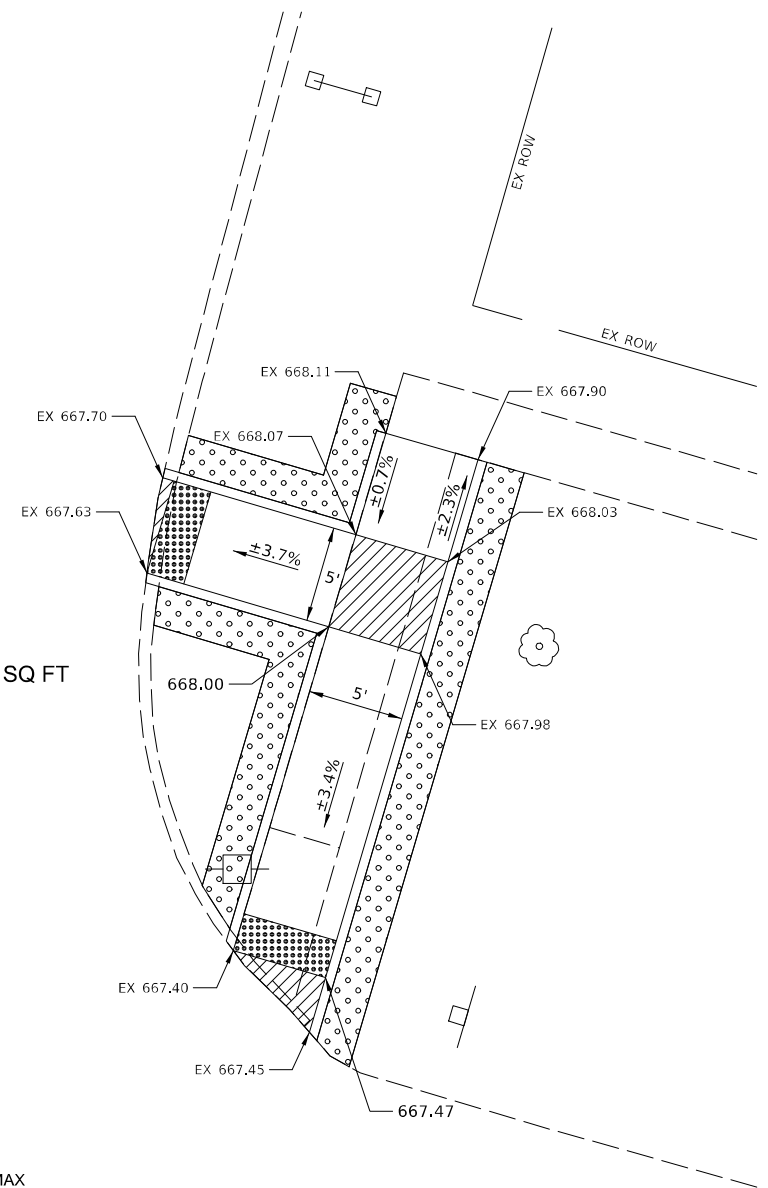 EX ROW
EX ROW
EX 668.11
EX 667.90
EX 667.70
EX 668.07
±0.7%
±2.3%
EX 667.63
EX 668.03
±3.7%
5'
SQ FT
668.00
5'
EX 667.98
±3.4%
EX 667.40
EX 667.45
667.47
MAX